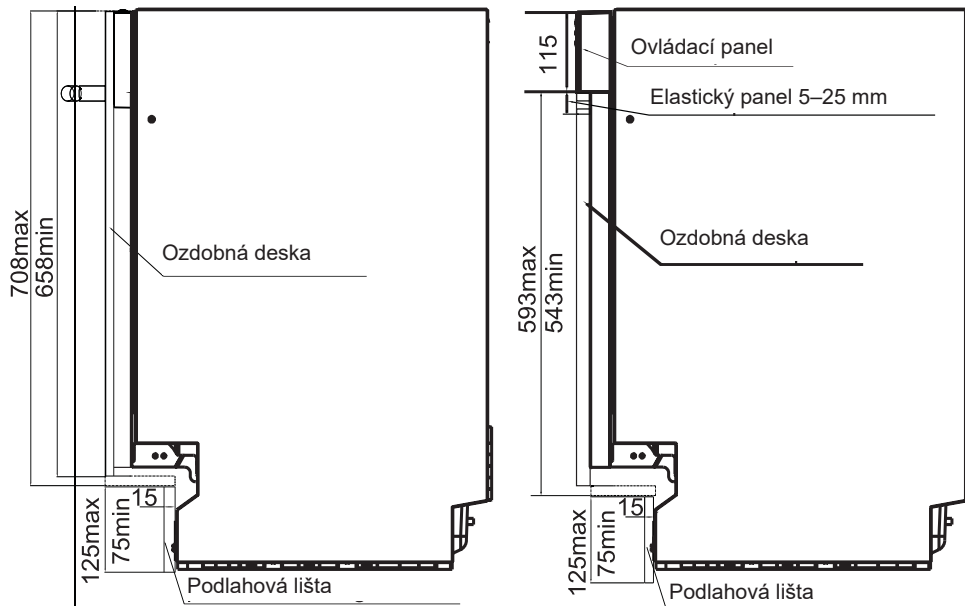 708max
658min
Ozdobná deska
15
125max
75min
Podlahová lišta
115
Ovládací panel
Elastický panel 5–25 mm
593max
543min
Ozdobná deska
15
125max
75min
Podlahová lišta